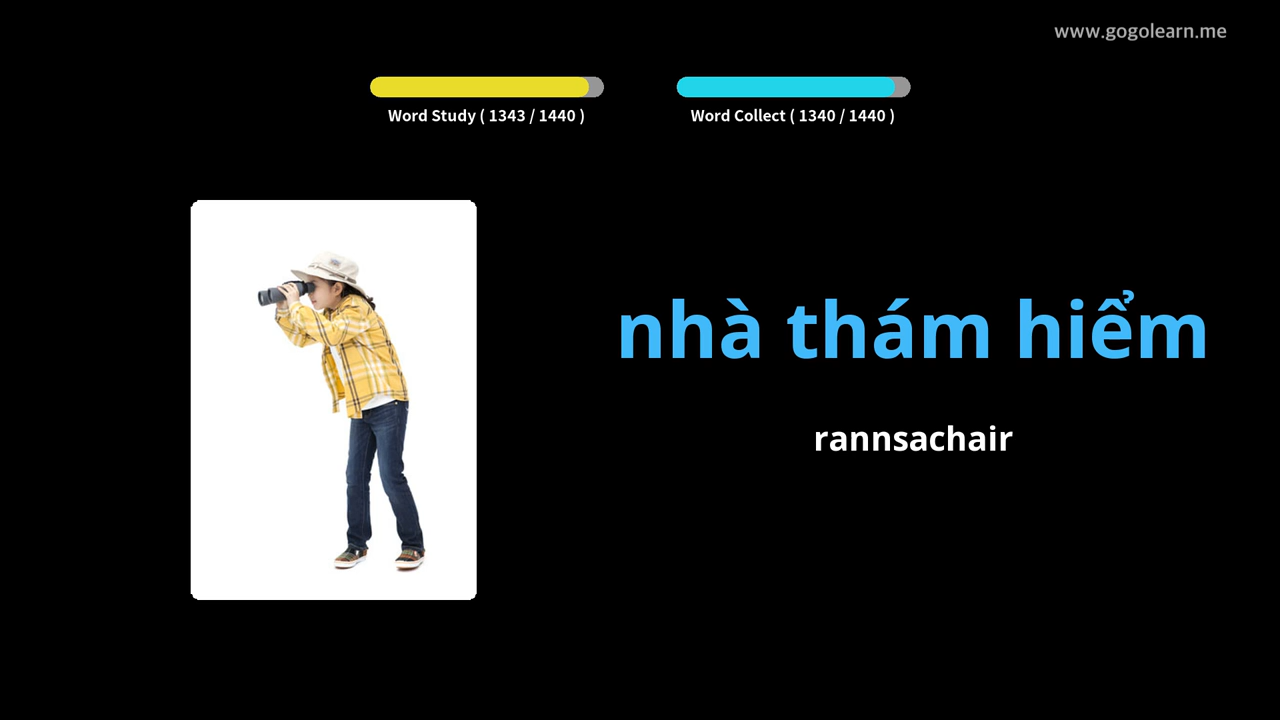 www.gogolearn.me
Word Study ( 1343 / 1440 )
Word Collect ( 1340 / 1440 )
nhà thám hiểm
rannsachair